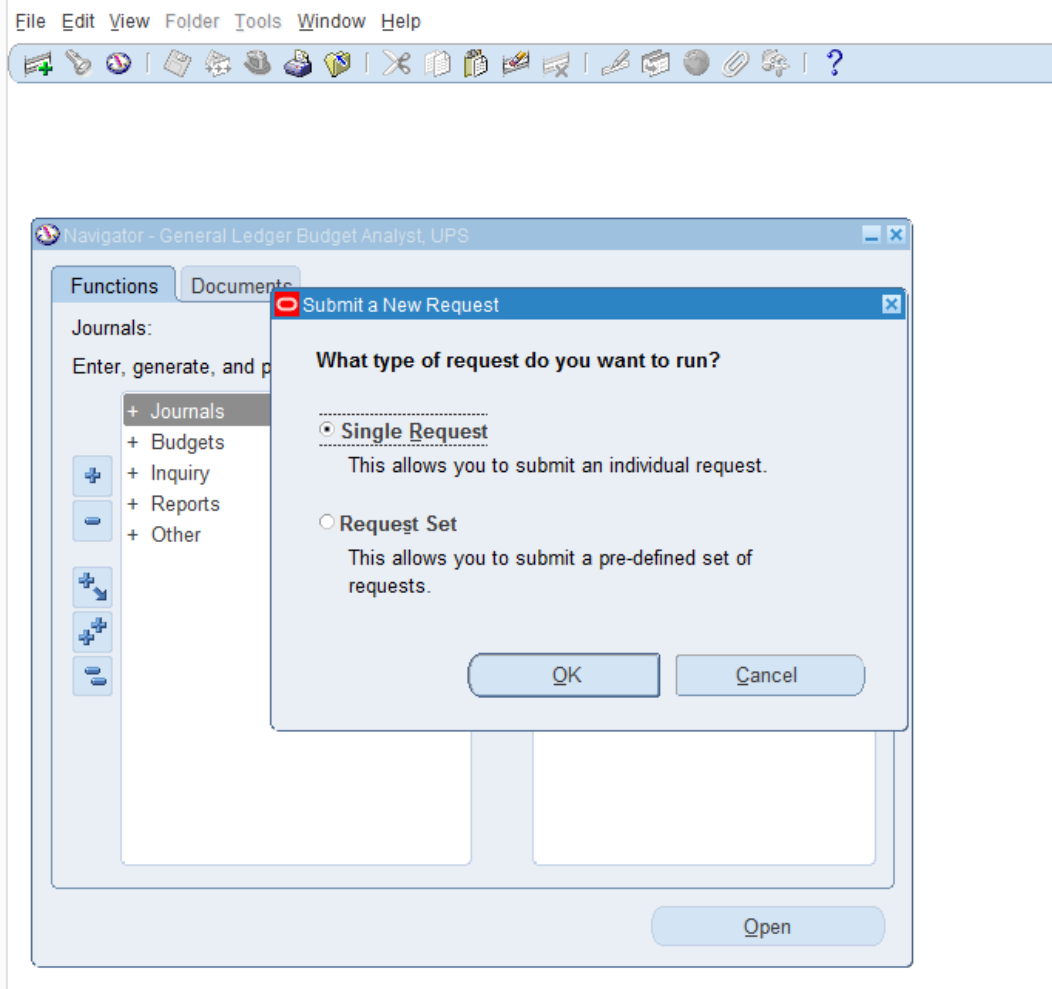 File Edit View Folder Tools Window Help
Navigator - General Ledger Budget Analyst, UPS
Functions Documents
Submit a New Request
Journals:
What type of request do you want to run?
Enter, generate, and p
+ Journals
Single Request
+ Budgets
This allows you to submit an individual request.
+ Inquiry
+ Reports
Request Set
+ Other
This allows you to submit a pre-defined set of
requests.
OK Cancel
Open